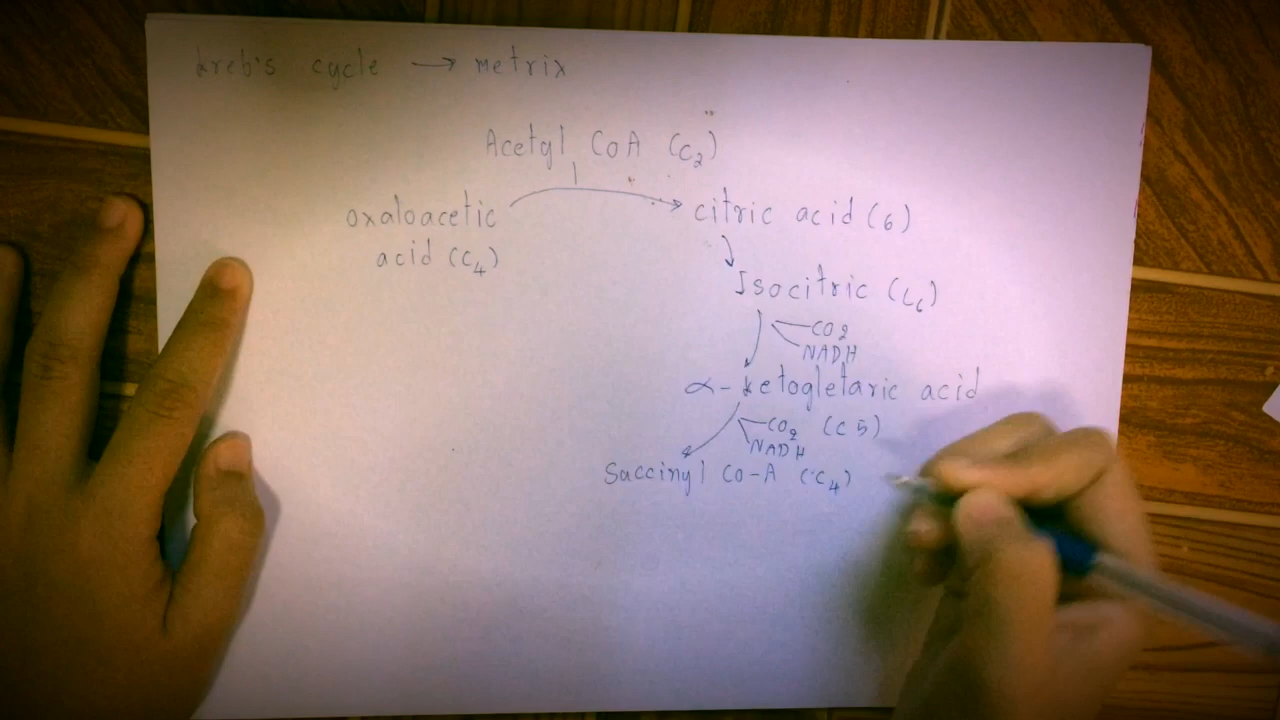 kreb's cycle → metrix
Acetyl CoA (C₂)
oxaloacetic
acid (C₄)
citric acid (6)
Isocitric (C₆)
CO₂
NADH
α-ketogletaric acid
CO₂ (C5)
NADH
Succinyl Co-A (C₄)